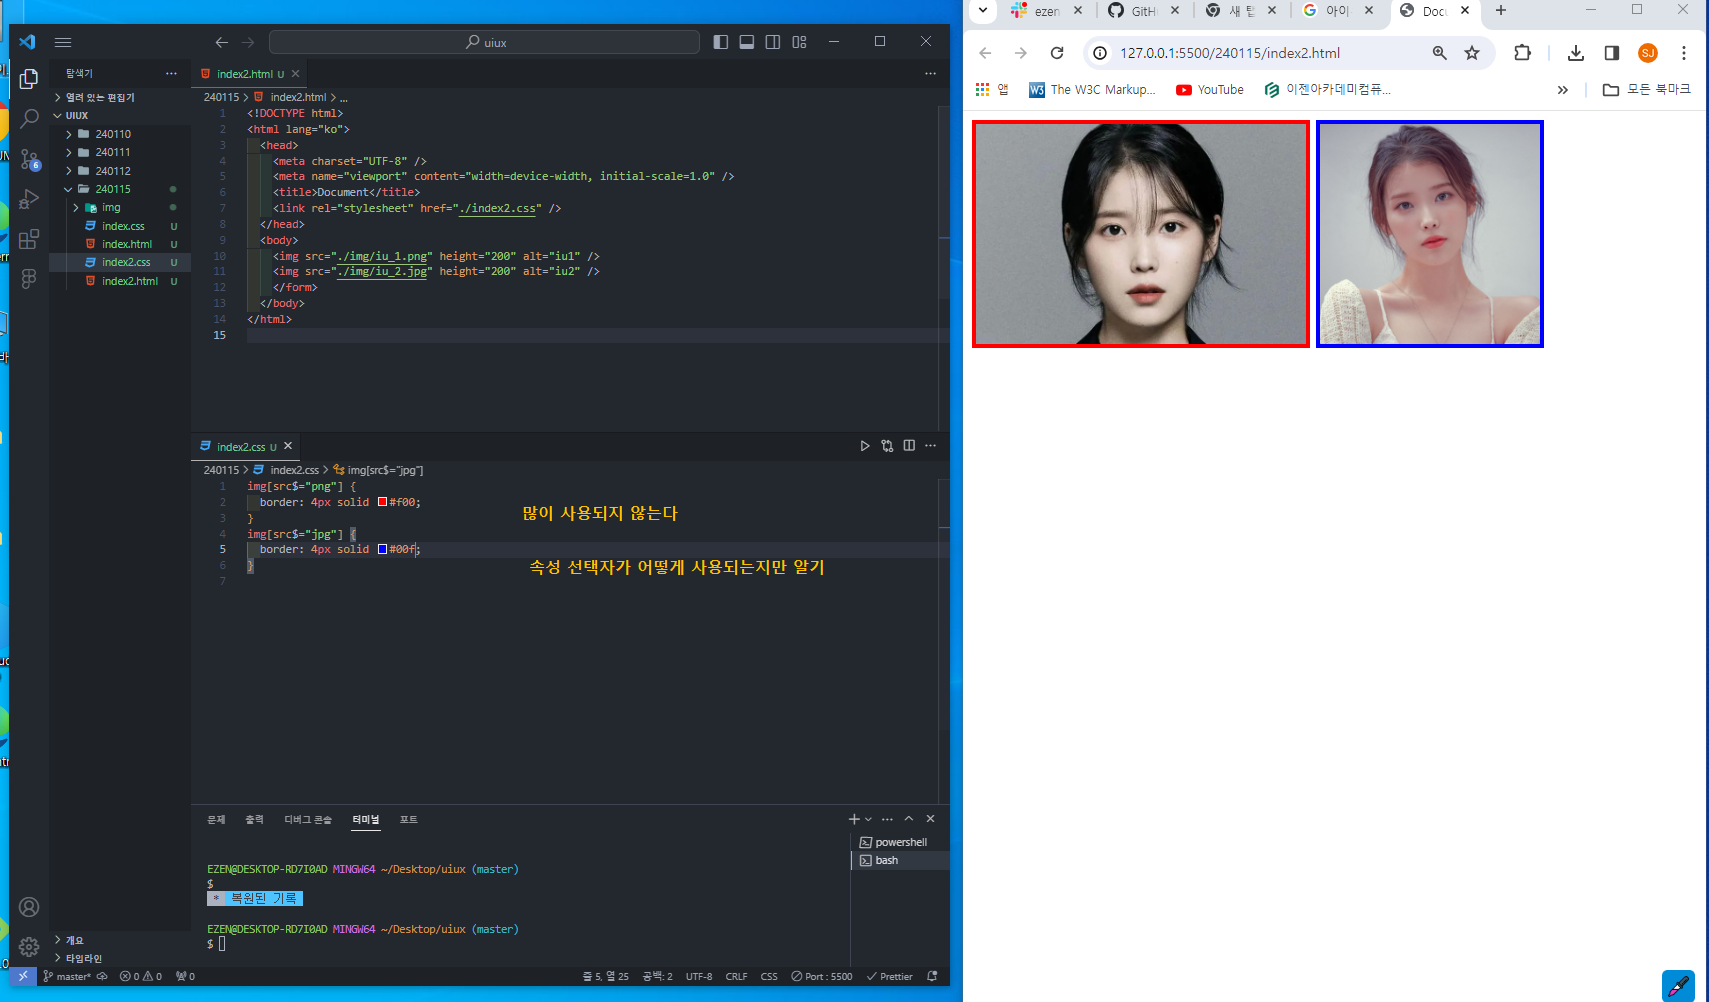 uiux
탐색기
열려 있는 편집기
UIUX
240110
240111
240112
240115
img
index.css U
index.html U
index2.css U
index2.html U
index2.html U
240115 > index2.html > ...
1 <!DOCTYPE html>
2 <html lang="ko">
3 <head>
4 <meta charset="UTF-8" />
5 <meta name="viewport" content="width=device-width, initial-scale=1.0" />
6 <title>Document</title>
7 <link rel="stylesheet" href="./index2.css" />
8 </head>
9 <body>
10 <img src="./img/iu_1.png" height="200" alt="iu1" />
11 <img src="./img/iu_2.jpg" height="200" alt="iu2" />
12 </form>
13 </body>
14 </html>
15
index2.css U
240115 > index2.css > img[src$="jpg"]
1 img[src$="png"] {
2 border: 4px solid #f00;
3 }
4 img[src$="jpg"] {
5 border: 4px solid #00f;
6 }
7
많이 사용되지 않는다
속성 선택자가 어떻게 사용되는지만 알기
문제 출력 디버그 콘솔 터미널 포트
powershell
bash
EZEN@DESKTOP-RD7I0AD MINGW64 ~/Desktop/uiux (master)
$
* 복원된 기록
EZEN@DESKTOP-RD7I0AD MINGW64 ~/Desktop/uiux (master)
$
개요
타임라인
6
master* 0 0 0 줄 5, 열 25 공백: 2 UTF-8 CRLF CSS Port : 5500 Prettier
ezen GitH 새 탭 아이 Docu
127.0.0.1:5500/240115/index2.html
SJ
앱 The W3C Markup... YouTube 이젠아카데미컴퓨... 모든 북마크